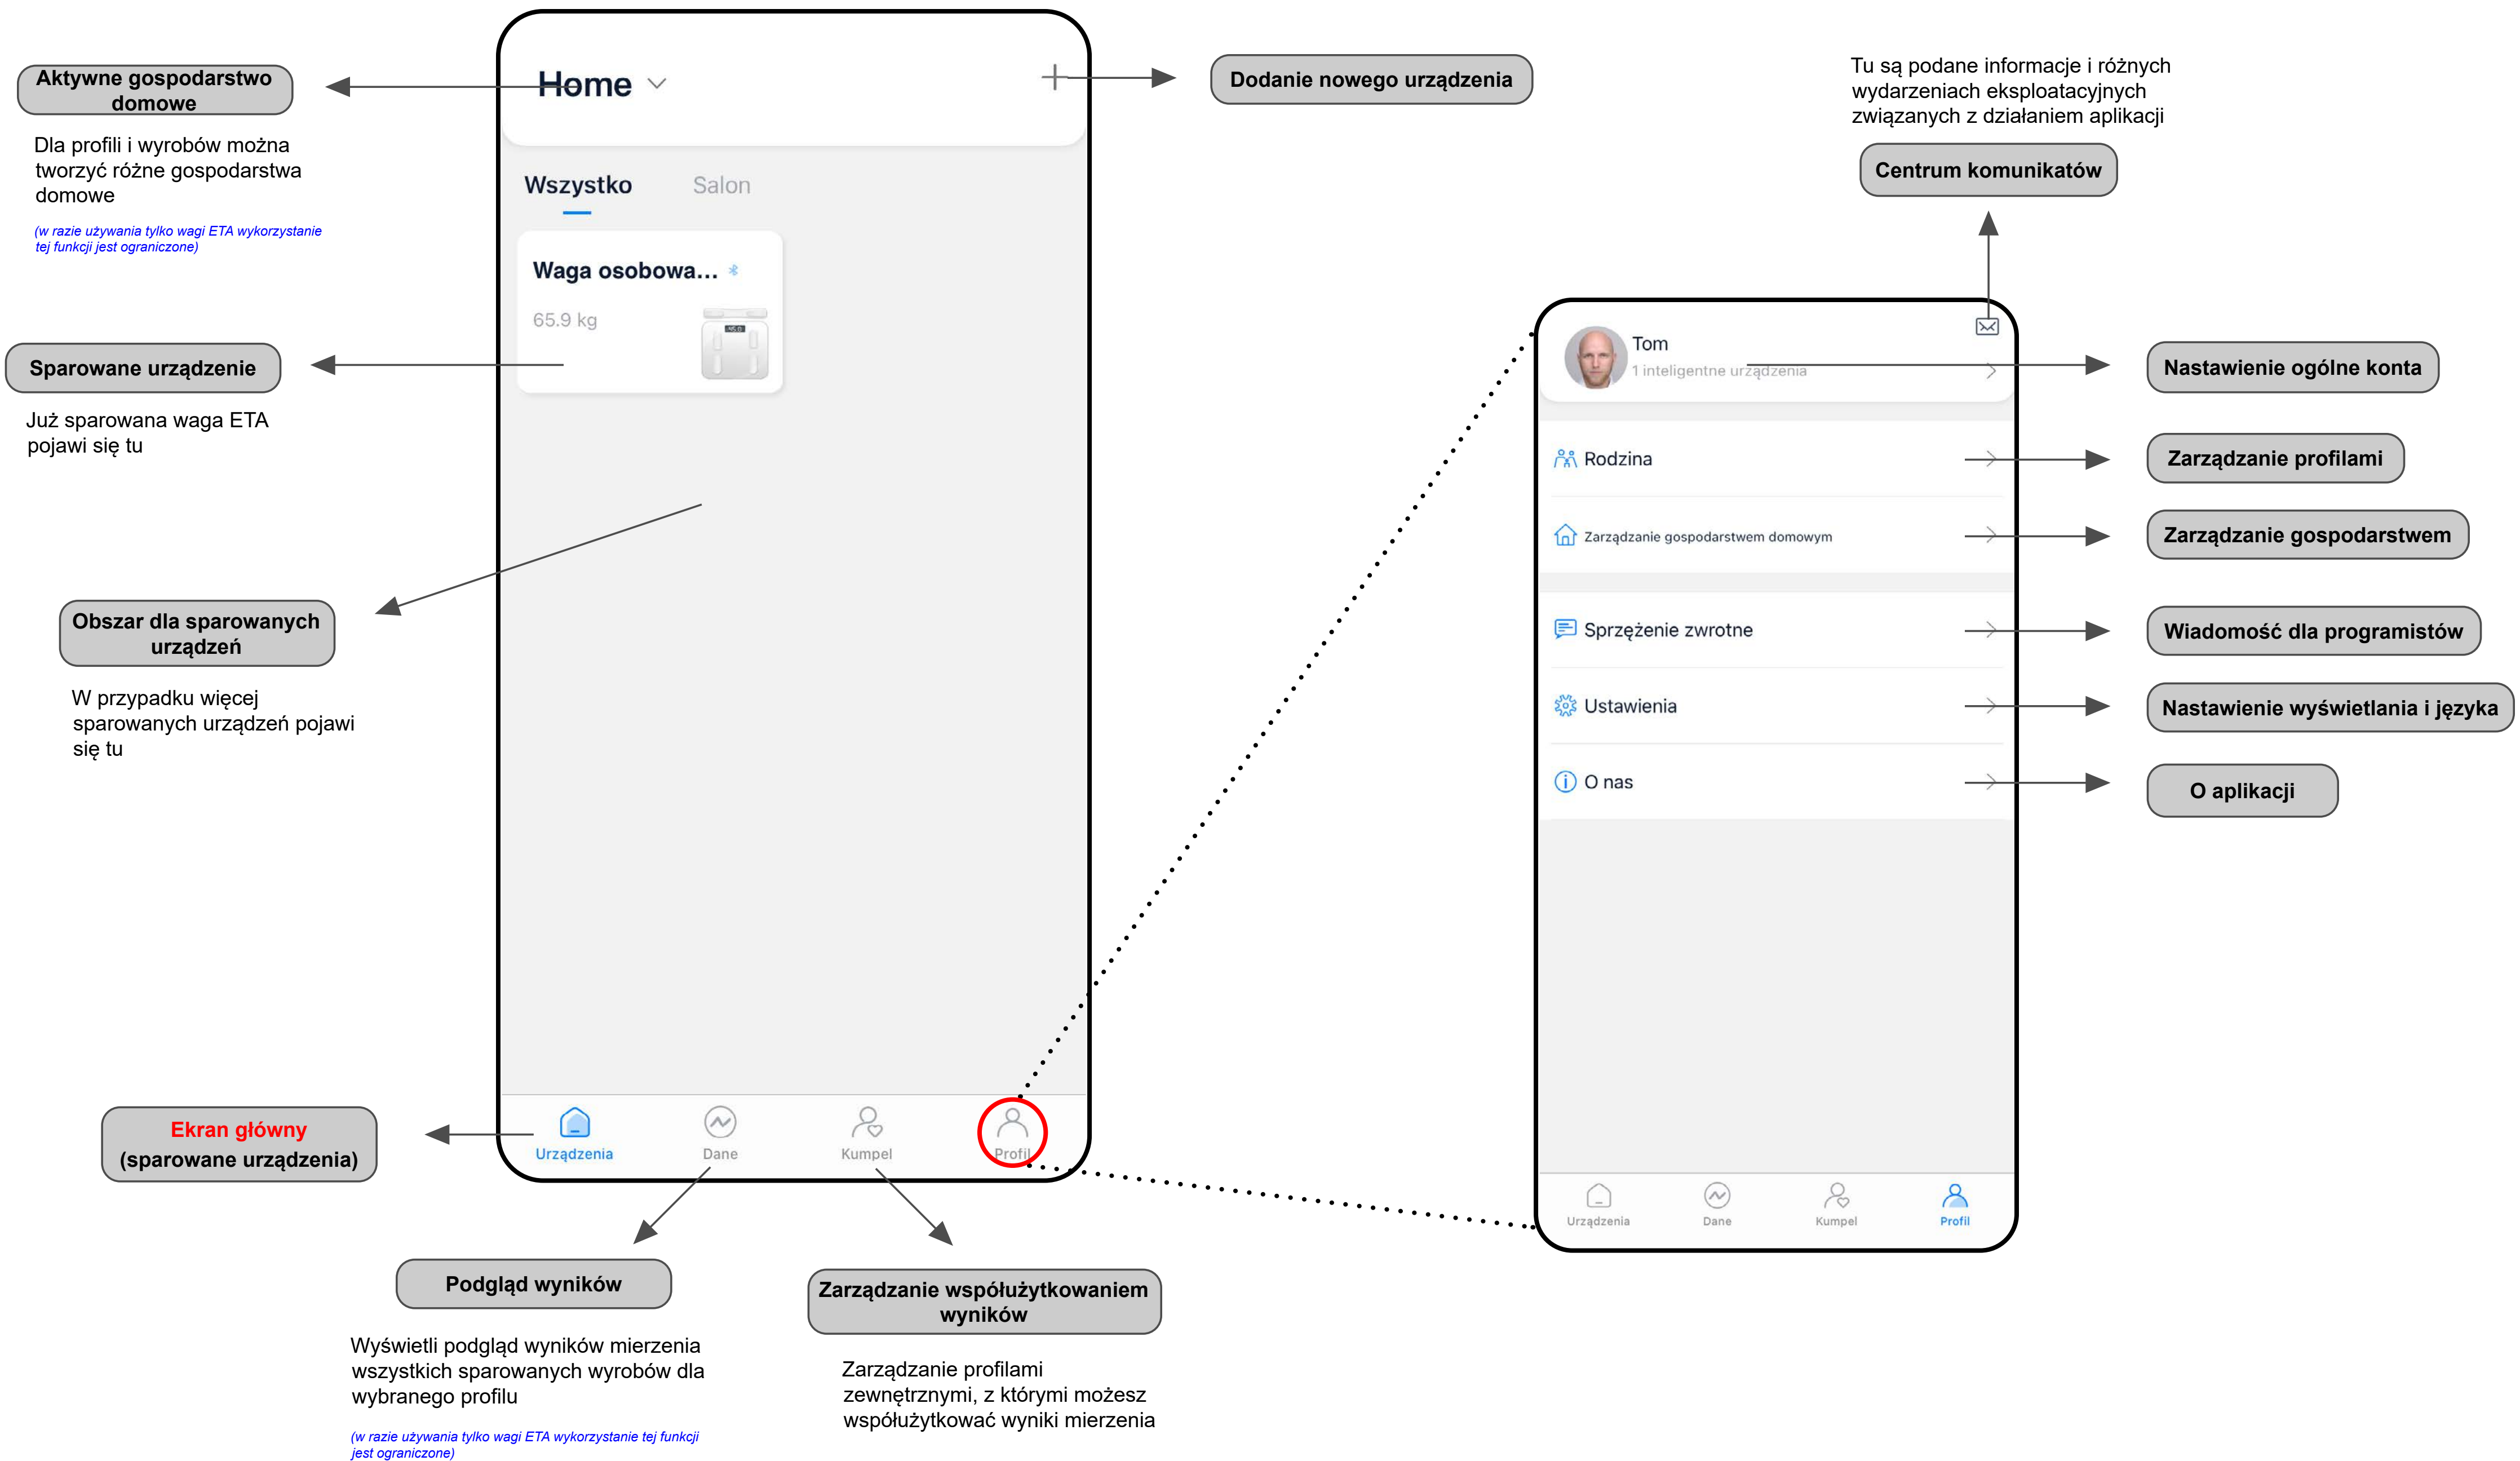 Aktywne gospodarstwo
domowe
Dla profili i wyrobów można
tworzyć różne gospodarstwa
domowe
(w razie używania tylko wagi ETA wykorzystanie
tej funkcji jest ograniczone)
Sparowane urządzenie
Już sparowana waga ETA
pojawi się tu
Obszar dla sparowanych
urządzeń
W przypadku więcej
sparowanych urządzeń pojawi
się tu
Ekran główny
(sparowane urządzenia)
Home
Wszystko
Salon
Waga osobowa...
65.9 kg
45.0
Urządzenia
Dane
Kumpel
Profil
Dodanie nowego urządzenia
Podgląd wyników
Wyświetli podgląd wyników mierzenia
wszystkich sparowanych wyrobów dla
wybranego profilu
(w razie używania tylko wagi ETA wykorzystanie tej funkcji
jest ograniczone)
Zarządzanie współużytkowaniem
wyników
Zarządzanie profilami
zewnętrznymi, z którymi możesz
współużytkować wyniki mierzenia
Tu są podane informacje i różnych
wydarzeniach eksploatacyjnych
związanych z działaniem aplikacji
Centrum komunikatów
Tom
1 inteligentne urządzenia
Rodzina
Zarządzanie gospodarstwem domowym
Sprzężenie zwrotne
Ustawienia
O nas
Urządzenia
Dane
Kumpel
Profil
Nastawienie ogólne konta
Zarządzanie profilami
Zarządzanie gospodarstwem
Wiadomość dla programistów
Nastawienie wyświetlania i języka
O aplikacji